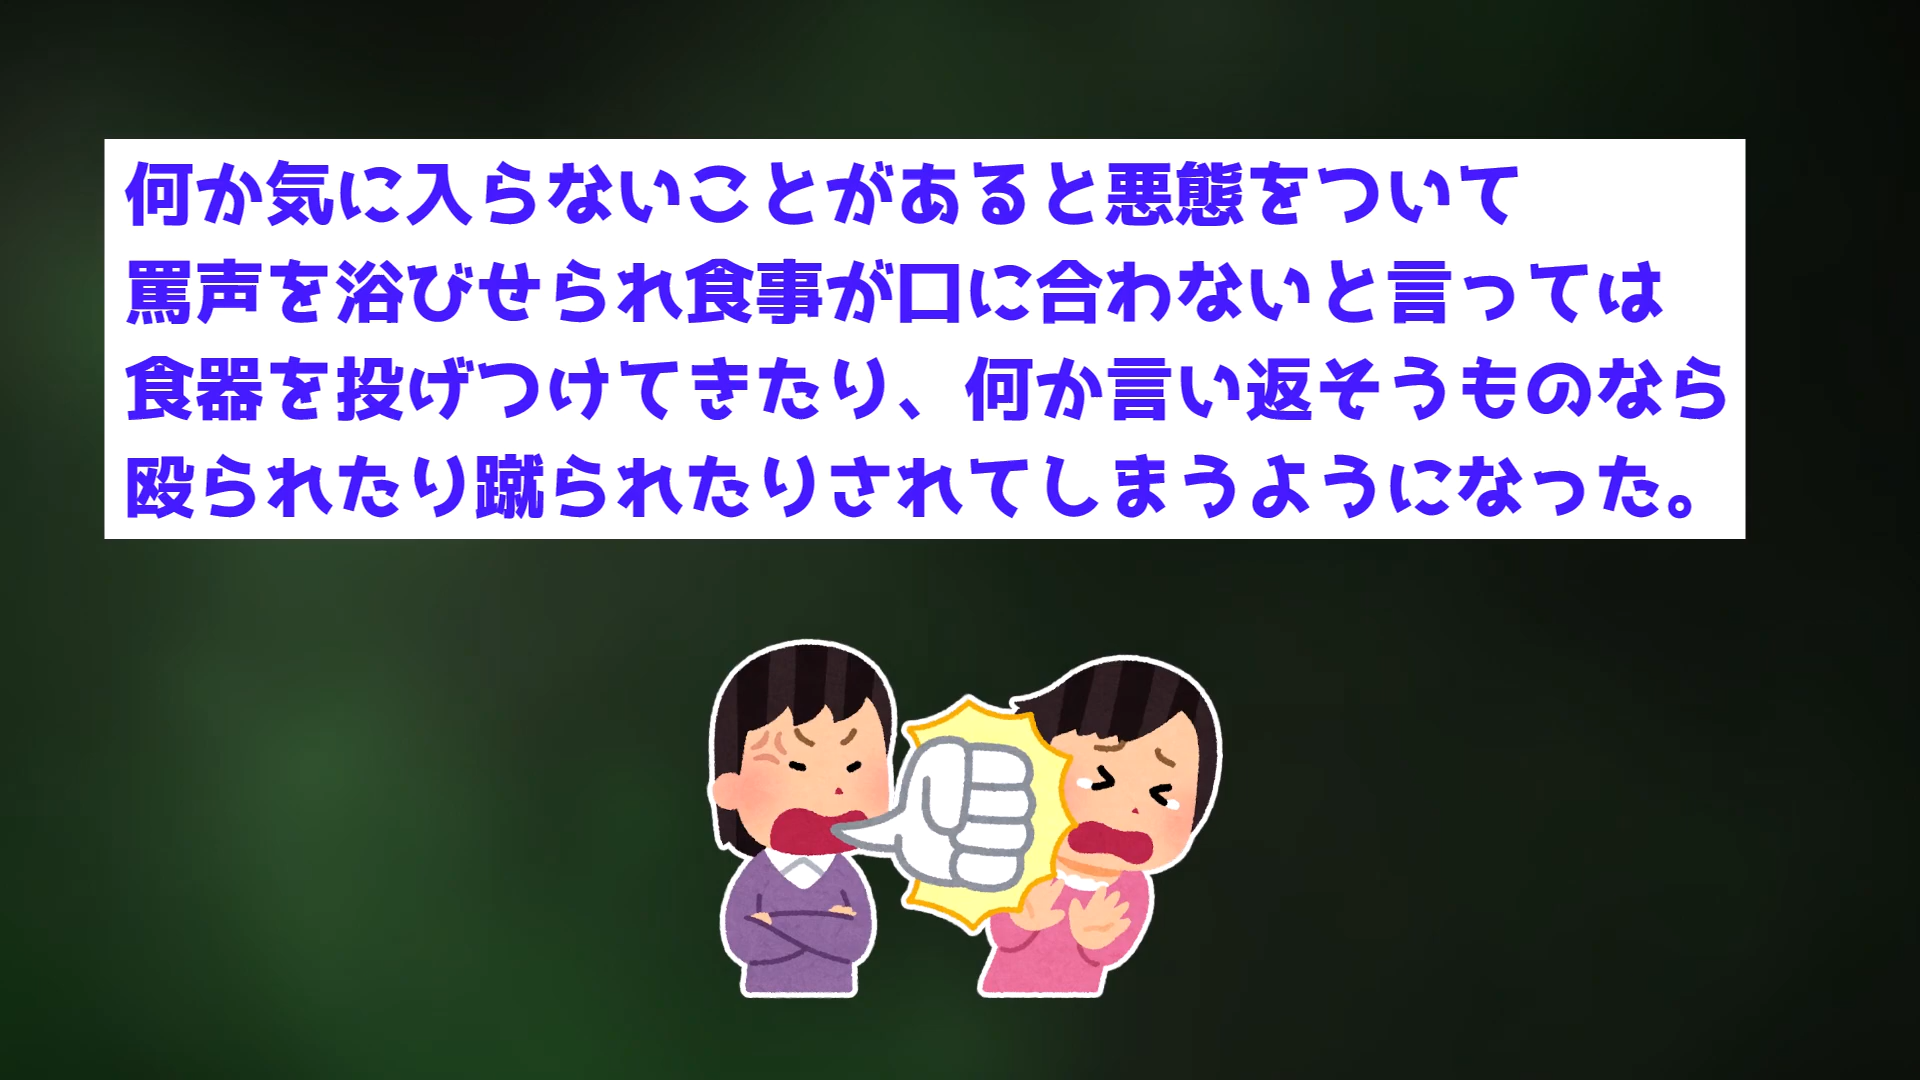 何か気に入らないことがあると悪態をついて
罵声を浴びせられ食事が口に合わないと言っては
食器を投げつけてきたり、何か言い返そうものなら
殴られたり蹴られたりされてしまうようになった。